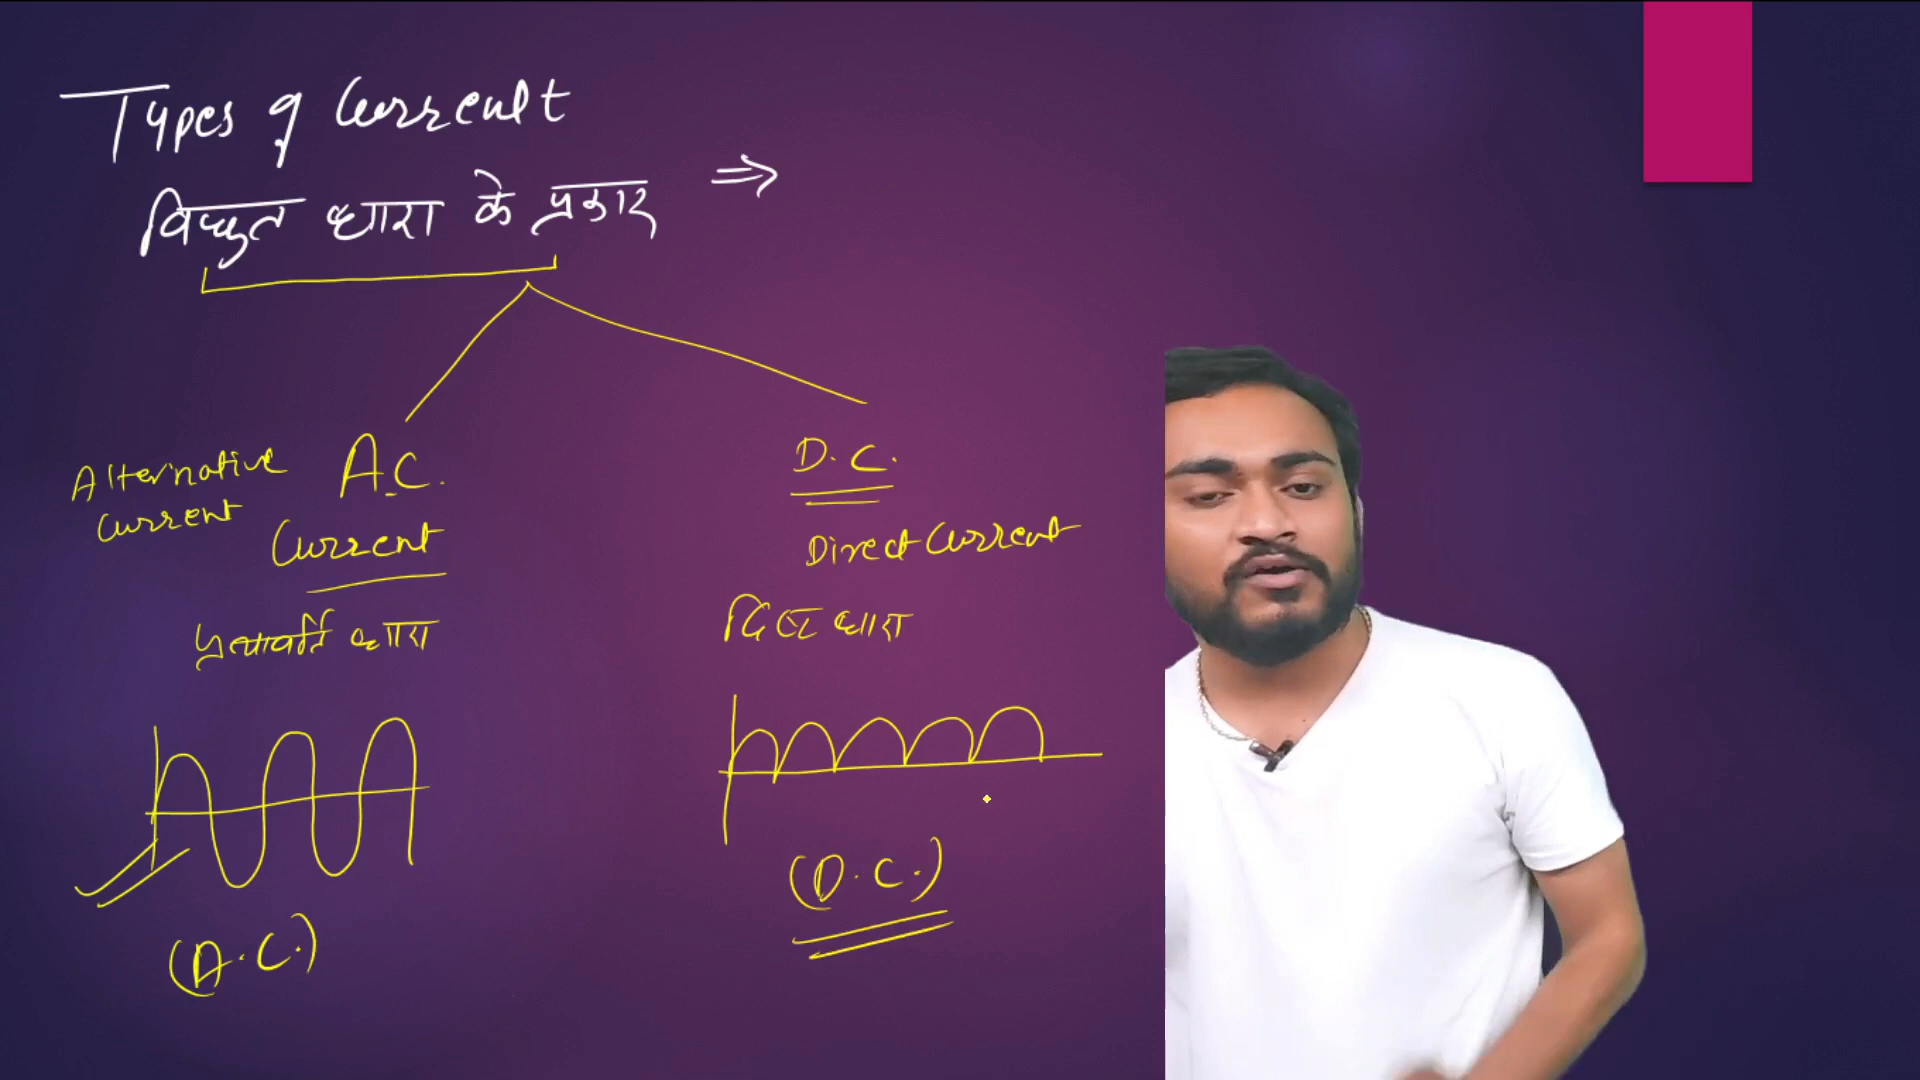 Types of Current
विद्युत धारा के प्रकार ⇒
Alternative
Current
A.C.
Current
प्रत्यावर्ति धारा
(A.C.)
D.C.
Direct Current
दिष्ट धारा
(D.C.)